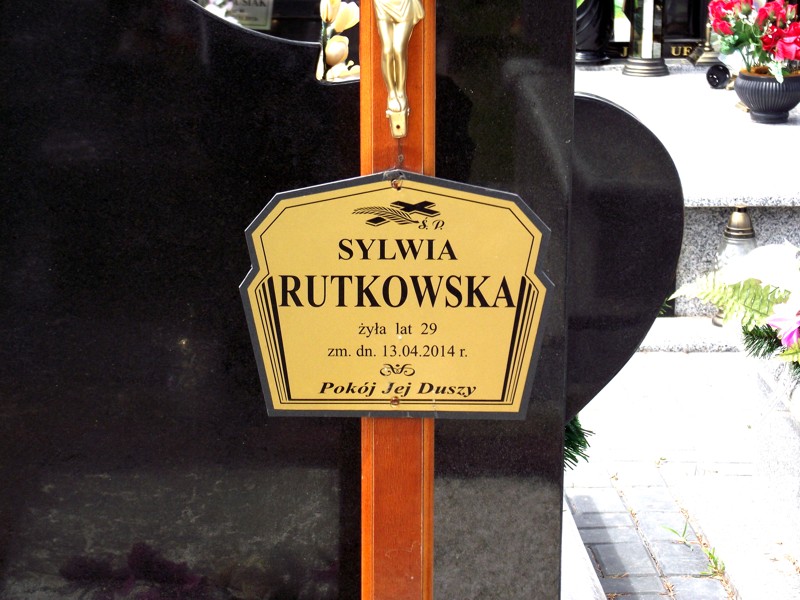 Ś. P.
SYLWIA
RUTKOWSKA
żyła lat 29
zm. dn. 13.04.2014 r.
Pokój Jej Duszy